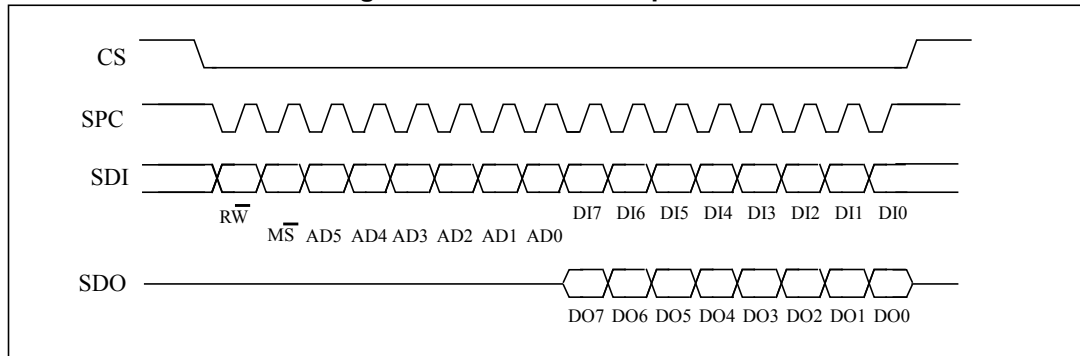 CS
SPC
SDI
RW̅
DI7 DI6 DI5 DI4 DI3 DI2 DI1 DI0
MS̅ AD5 AD4 AD3 AD2 AD1 AD0
SDO
DO7 DO6 DO5 DO4 DO3 DO2 DO1 DO0